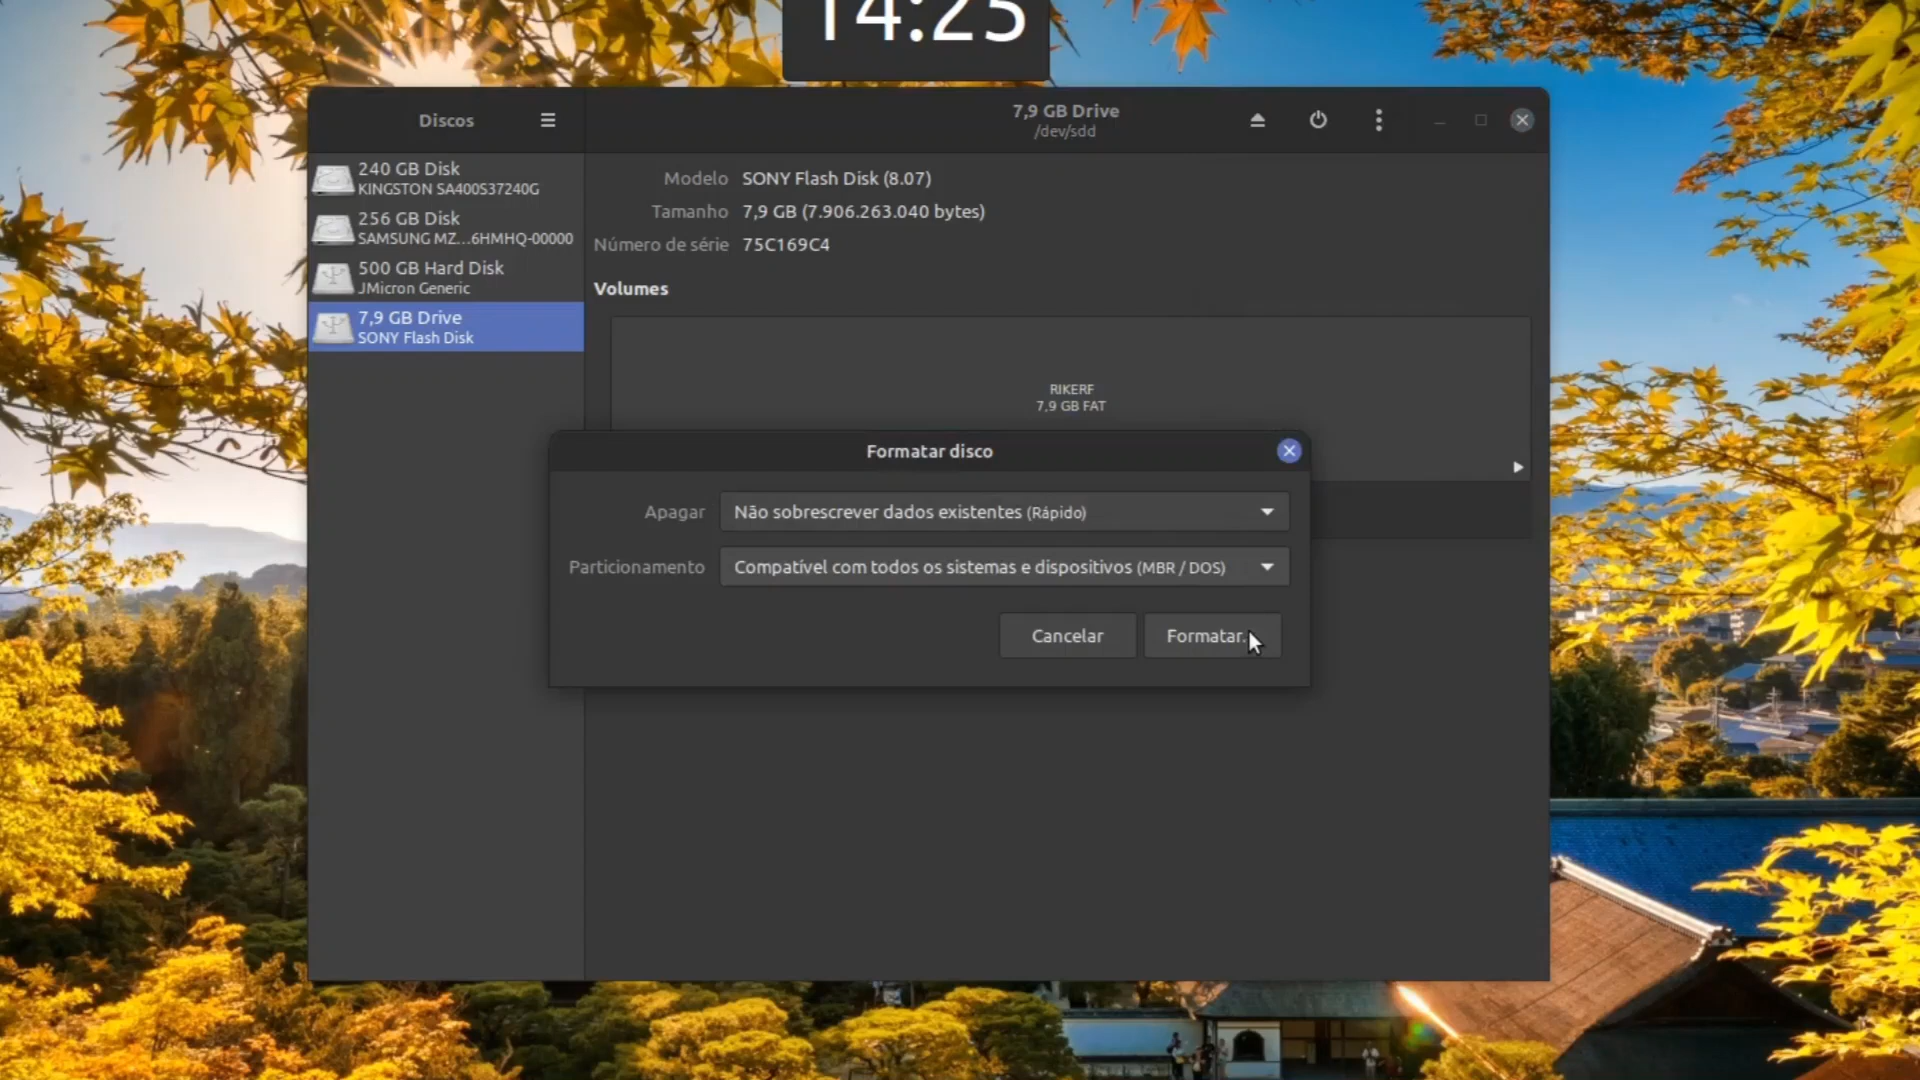 14:25
Discos
7,9 GB Drive
/dev/sdd
240 GB Disk
KINGSTON SA400S37240G
256 GB Disk
SAMSUNG MZ...6HMHQ-00000
500 GB Hard Disk
JMicron Generic
7,9 GB Drive
SONY Flash Disk
Modelo SONY Flash Disk (8.07)
Tamanho 7,9 GB (7.906.263.040 bytes)
Número de série 75C169C4
Volumes
RIKERF
7,9 GB FAT
Formatar disco
Apagar Não sobrescrever dados existentes (Rápido)
Particionamento Compatível com todos os sistemas e dispositivos (MBR / DOS)
Cancelar Formatar...